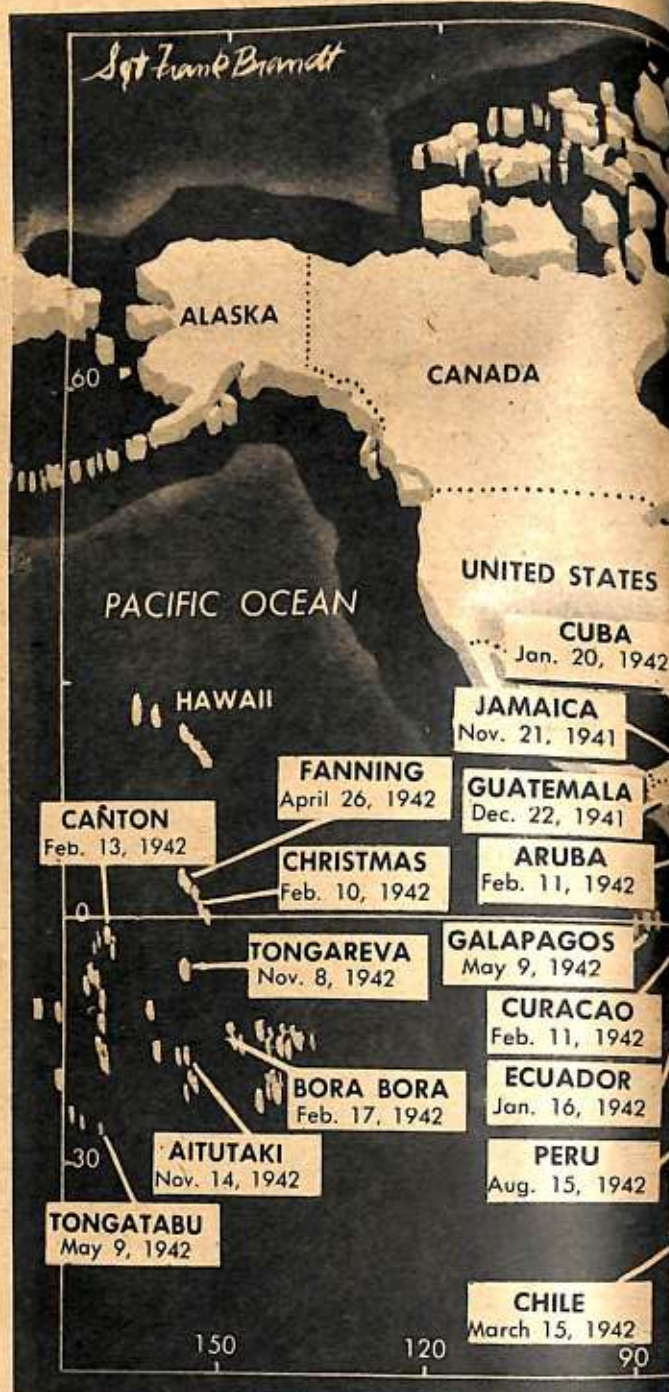 Sgt Frank Brandt
ALASKA
60
CANADA
UNITED STATES
PACIFIC OCEAN
CUBA
Jan. 20, 1942
HAWAII
JAMAICA
Nov. 21, 1941
FANNING
April 26, 1942
GUATEMALA
Dec. 22, 1941
CANTON
Feb. 13, 1942
CHRISTMAS
Feb. 10, 1942
ARUBA
Feb. 11, 1942
0
TONGAREVA
Nov. 8, 1942
GALAPAGOS
May 9, 1942
CURACAO
Feb. 11, 1942
BORA BORA
Feb. 17, 1942
ECUADOR
Jan. 16, 1942
AITUTAKI
Nov. 14, 1942
30
PERU
Aug. 15, 1942
TONGATABU
May 9, 1942
CHILE
March 15, 1942
150
120
90